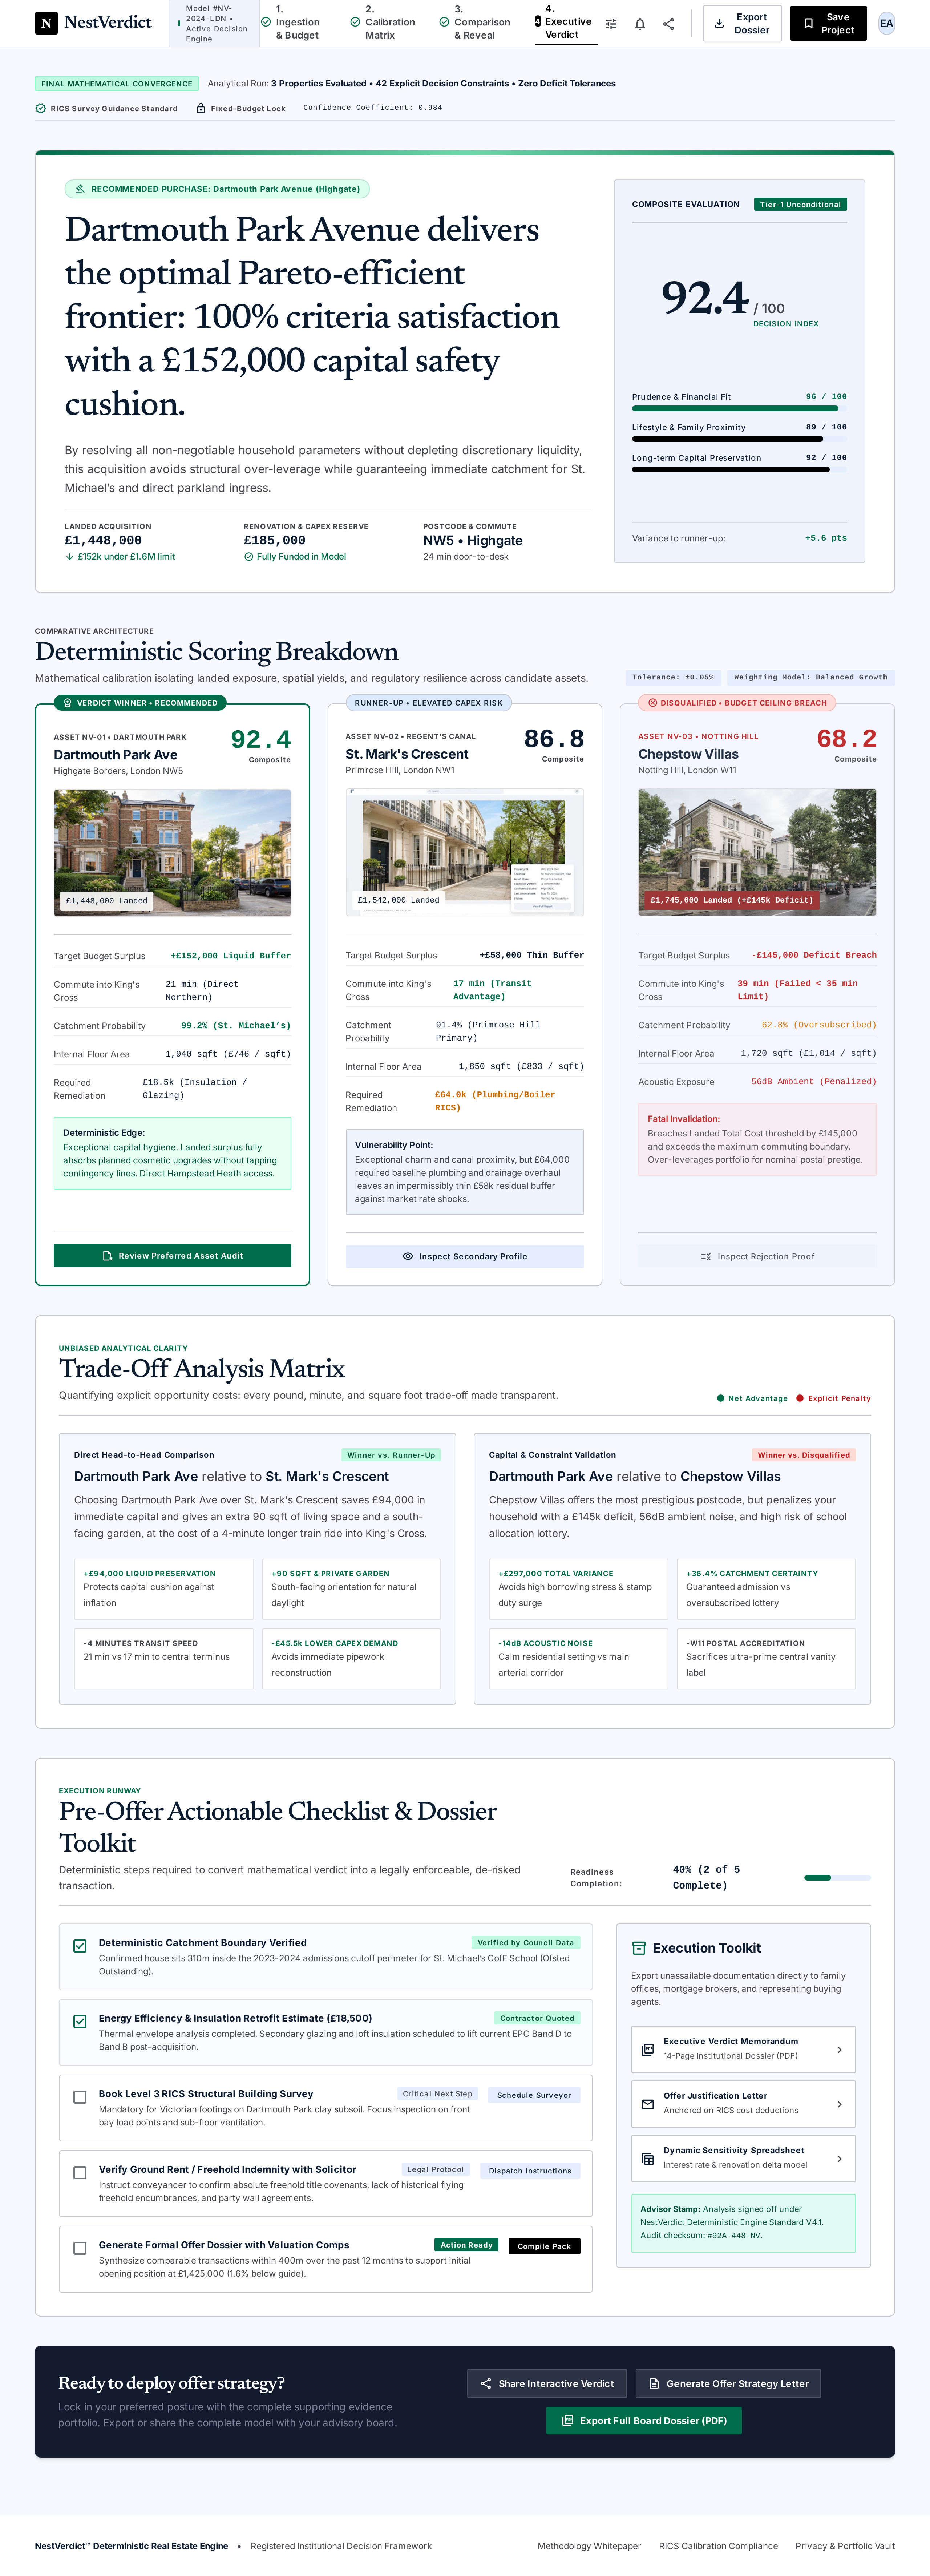 N NestVerdict
Model #NV-
2024-LDN •
Active Decision
Engine
1.
Ingestion
& Budget
2.
Calibration
Matrix
3.
Comparison
& Reveal
4
4.
Executive
Verdict
Export
Dossier
Save
Project
EA
FINAL MATHEMATICAL CONVERGENCE
Analytical Run: 3 Properties Evaluated • 42 Explicit Decision Constraints • Zero Deficit Tolerances
RICS Survey Guidance Standard
Fixed-Budget Lock
Confidence Coefficient: 0.984
RECOMMENDED PURCHASE: Dartmouth Park Avenue (Highgate)
Dartmouth Park Avenue delivers
the optimal Pareto-efficient
frontier: 100% criteria satisfaction
with a £152,000 capital safety
cushion.
By resolving all non-negotiable household parameters without depleting discretionary liquidity,
this acquisition avoids structural over-leverage while guaranteeing immediate catchment for St.
Michael's and direct parkland ingress.
LANDED ACQUISITION
£1,448,000
£152k under £1.6M limit
RENOVATION & CAPEX RESERVE
£185,000
Fully Funded in Model
POSTCODE & COMMUTE
NW5 • Highgate
24 min door-to-desk
COMPOSITE EVALUATION
Tier-1 Unconditional
92.4 / 100
DECISION INDEX
Prudence & Financial Fit 96 / 100
Lifestyle & Family Proximity 89 / 100
Long-term Capital Preservation 92 / 100
Variance to runner-up: +5.6 pts
COMPARATIVE ARCHITECTURE
Deterministic Scoring Breakdown
Mathematical calibration isolating landed exposure, spatial yields, and regulatory resilience across candidate assets.
Tolerance: ±0.05%
Weighting Model: Balanced Growth
VERDICT WINNER • RECOMMENDED
ASSET NV-01 • DARTMOUTH PARK
Dartmouth Park Ave
Highgate Borders, London NW5
92.4
Composite
£1,448,000 Landed
Target Budget Surplus +£152,000 Liquid Buffer
Commute into King's
Cross
21 min (Direct
Northern)
Catchment Probability 99.2% (St. Michael's)
Internal Floor Area 1,940 sqft (£746 / sqft)
Required
Remediation
£18.5k (Insulation /
Glazing)
Deterministic Edge:
Exceptional capital hygiene. Landed surplus fully
absorbs planned cosmetic upgrades without tapping
contingency lines. Direct Hampstead Heath access.
Review Preferred Asset Audit
RUNNER-UP • ELEVATED CAPEX RISK
ASSET NV-02 • REGENT'S CANAL
St. Mark's Crescent
Primrose Hill, London NW1
86.8
Composite
£1,542,000 Landed
Target Budget Surplus +£58,000 Thin Buffer
Commute into King's
Cross
17 min (Transit
Advantage)
Catchment
Probability
91.4% (Primrose Hill
Primary)
Internal Floor Area 1,850 sqft (£833 / sqft)
Required
Remediation
£64.0k (Plumbing/Boiler
RICS)
Vulnerability Point:
Exceptional charm and canal proximity, but £64,000
required baseline plumbing and drainage overhaul
leaves an impermissibly thin £58k residual buffer
against market rate shocks.
Inspect Secondary Profile
DISQUALIFIED • BUDGET CEILING BREACH
ASSET NV-03 • NOTTING HILL
Chepstow Villas
Notting Hill, London W11
68.2
Composite
£1,745,000 Landed (+£145k Deficit)
Target Budget Surplus -£145,000 Deficit Breach
Commute into King's
Cross
39 min (Failed < 35 min
Limit)
Catchment Probability 62.8% (Oversubscribed)
Internal Floor Area 1,720 sqft (£1,014 / sqft)
Acoustic Exposure 56dB Ambient (Penalized)
Fatal Invalidation:
Breaches Landed Total Cost threshold by £145,000
and exceeds the maximum commuting boundary.
Over-leverages portfolio for nominal postal prestige.
Inspect Rejection Proof
UNBIASED ANALYTICAL CLARITY
Trade-Off Analysis Matrix
Quantifying explicit opportunity costs: every pound, minute, and square foot trade-off made transparent.
Net Advantage
Explicit Penalty
Direct Head-to-Head Comparison
Winner vs. Runner-Up
Dartmouth Park Ave relative to St. Mark's Crescent
Choosing Dartmouth Park Ave over St. Mark's Crescent saves £94,000 in
immediate capital and gives an extra 90 sqft of living space and a south-
facing garden, at the cost of a 4-minute longer train ride into King's Cross.
+£94,000 LIQUID PRESERVATION
Protects capital cushion against
inflation
+90 SQFT & PRIVATE GARDEN
South-facing orientation for natural
daylight
-4 MINUTES TRANSIT SPEED
21 min vs 17 min to central terminus
-£45.5k LOWER CAPEX DEMAND
Avoids immediate pipework
reconstruction
Capital & Constraint Validation
Winner vs. Disqualified
Dartmouth Park Ave relative to Chepstow Villas
Chepstow Villas offers the most prestigious postcode, but penalizes your
household with a £145k deficit, 56dB ambient noise, and high risk of school
allocation lottery.
+£297,000 TOTAL VARIANCE
Avoids high borrowing stress & stamp
duty surge
+36.4% CATCHMENT CERTAINTY
Guaranteed admission vs
oversubscribed lottery
-14dB ACOUSTIC NOISE
Calm residential setting vs main
arterial corridor
-W11 POSTAL ACCREDITATION
Sacrifices ultra-prime central vanity
label
EXECUTION RUNWAY
Pre-Offer Actionable Checklist & Dossier
Toolkit
Deterministic steps required to convert mathematical verdict into a legally enforceable, de-risked
transaction.
Readiness
Completion:
40% (2 of 5
Complete)
Deterministic Catchment Boundary Verified
Verified by Council Data
Confirmed house sits 310m inside the 2023-2024 admissions cutoff perimeter for St. Michael's CofE School (Ofsted
Outstanding).
Energy Efficiency & Insulation Retrofit Estimate (£18,500)
Contractor Quoted
Thermal envelope analysis completed. Secondary glazing and loft insulation scheduled to lift current EPC Band D to
Band B post-acquisition.
Book Level 3 RICS Structural Building Survey
Critical Next Step
Schedule Surveyor
Mandatory for Victorian footings on Dartmouth Park clay subsoil. Focus inspection on front
bay load points and sub-floor ventilation.
Verify Ground Rent / Freehold Indemnity with Solicitor
Legal Protocol
Dispatch Instructions
Instruct conveyancer to confirm absolute freehold title covenants, lack of historical flying
freehold encumbrances, and party wall agreements.
Generate Formal Offer Dossier with Valuation Comps
Action Ready
Compile Pack
Synthesize comparable transactions within 400m over the past 12 months to support initial
opening position at £1,425,000 (1.6% below guide).
Execution Toolkit
Export unassailable documentation directly to family
offices, mortgage brokers, and representing buying
agents.
Executive Verdict Memorandum
14-Page Institutional Dossier (PDF)
Offer Justification Letter
Anchored on RICS cost deductions
Dynamic Sensitivity Spreadsheet
Interest rate & renovation delta model
Advisor Stamp: Analysis signed off under
NestVerdict Deterministic Engine Standard V4.1.
Audit checksum: #92A-448-NV.
Ready to deploy offer strategy?
Lock in your preferred posture with the complete supporting evidence
portfolio. Export or share the complete model with your advisory board.
Share Interactive Verdict
Generate Offer Strategy Letter
Export Full Board Dossier (PDF)
NestVerdict™ Deterministic Real Estate Engine • Registered Institutional Decision Framework
Methodology Whitepaper
RICS Calibration Compliance
Privacy & Portfolio Vault